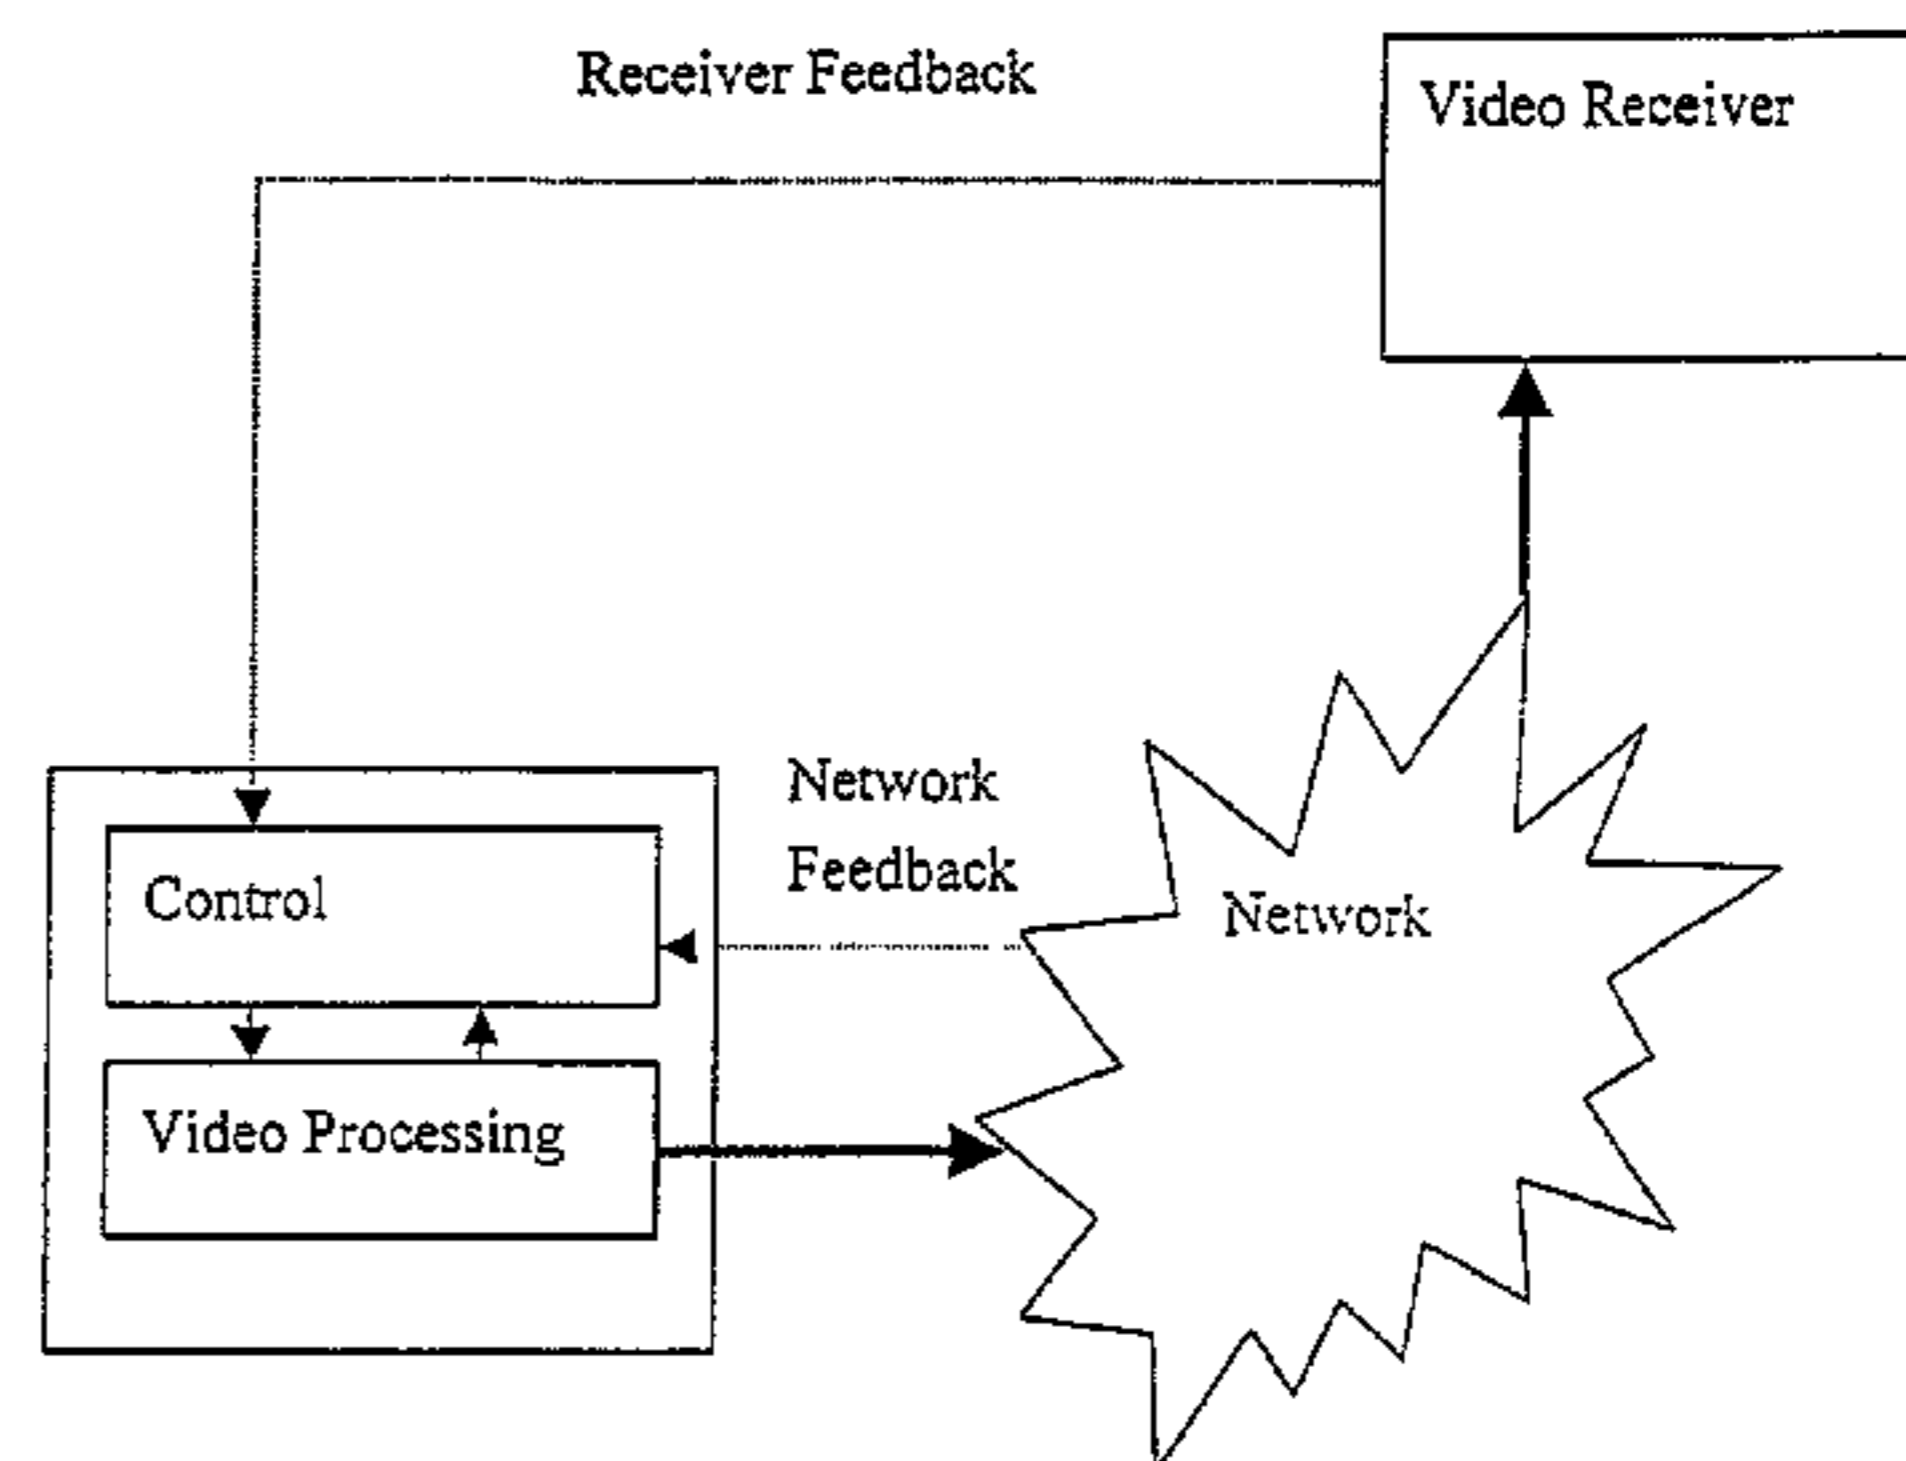 Receiver Feedback
Video Receiver
Network
Feedback
Control
Network
Video Processing